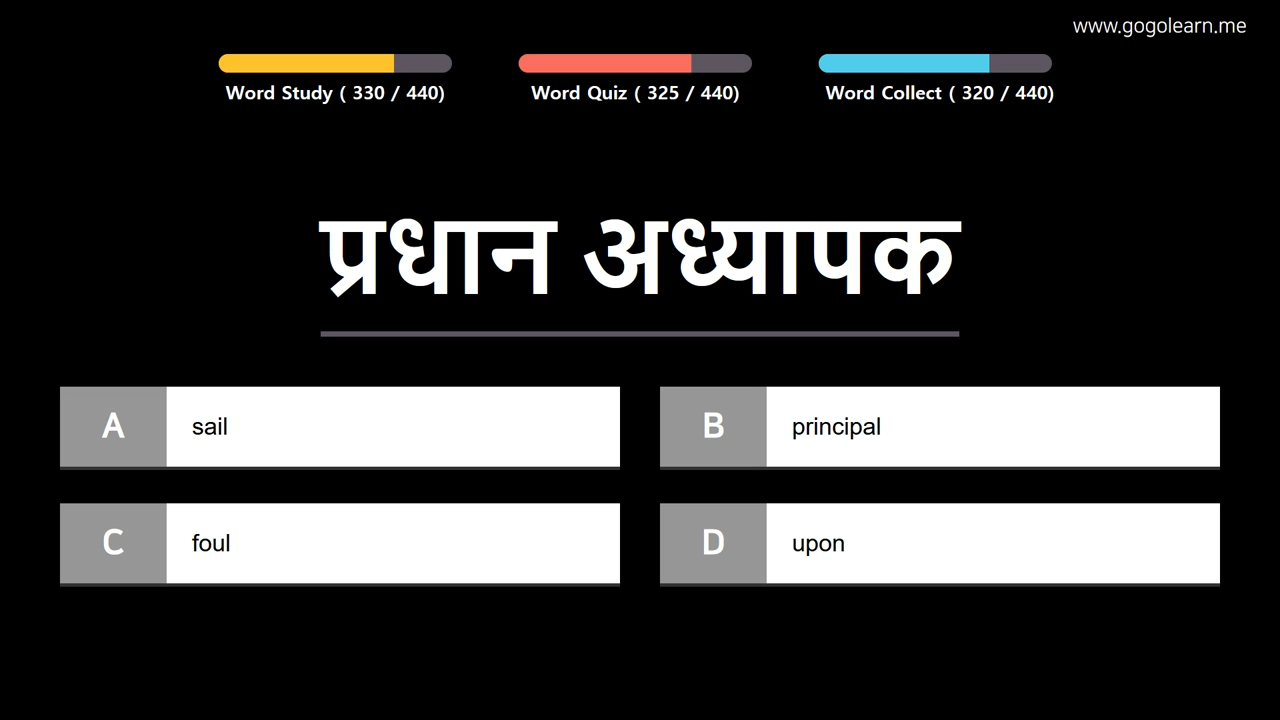 www.gogolearn.me
Word Study ( 330 / 440)
Word Quiz ( 325 / 440)
Word Collect ( 320 / 440)
प्रधान अध्यापक
A sail
B principal
C foul
D upon